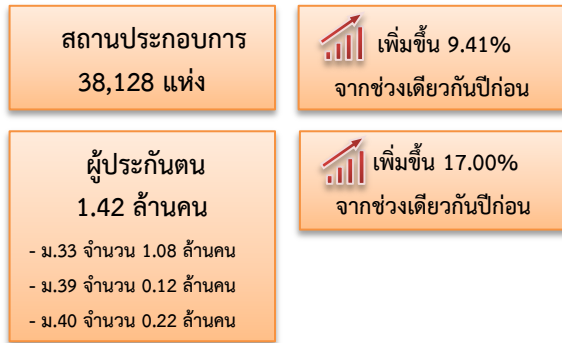 สถานประกอบการ
38,128 แห่ง
เพิ่มขึ้น 9.41%
จากช่วงเดียวกันปีก่อน
ผู้ประกันตน
1.42 ล้านคน
- ม.33 จำนวน 1.08 ล้านคน
- ม.39 จำนวน 0.12 ล้านคน
- ม.40 จำนวน 0.22 ล้านคน
เพิ่มขึ้น 17.00%
จากช่วงเดียวกันปีก่อน